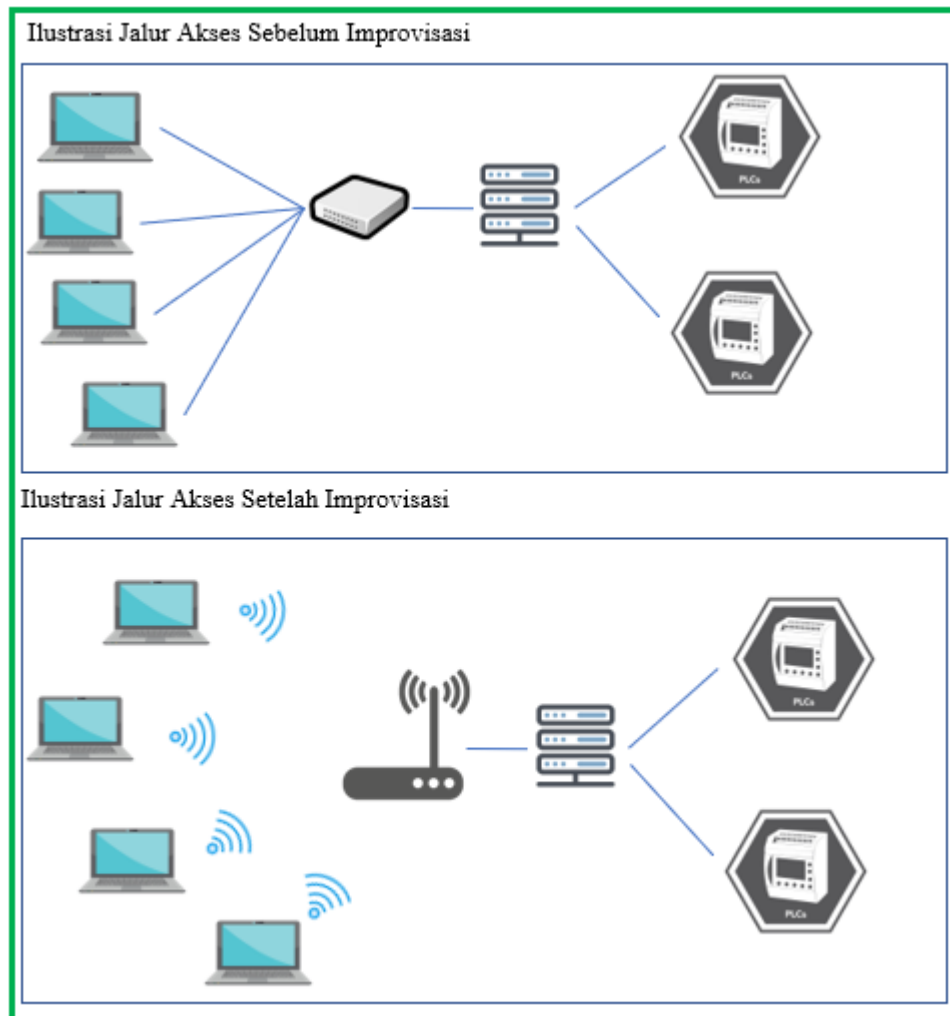 Ilustrasi Jalur Akses Sebelum Improvisasi
PLCs
PLCs
Ilustrasi Jalur Akses Setelah Improvisasi
PLCs
PLCs